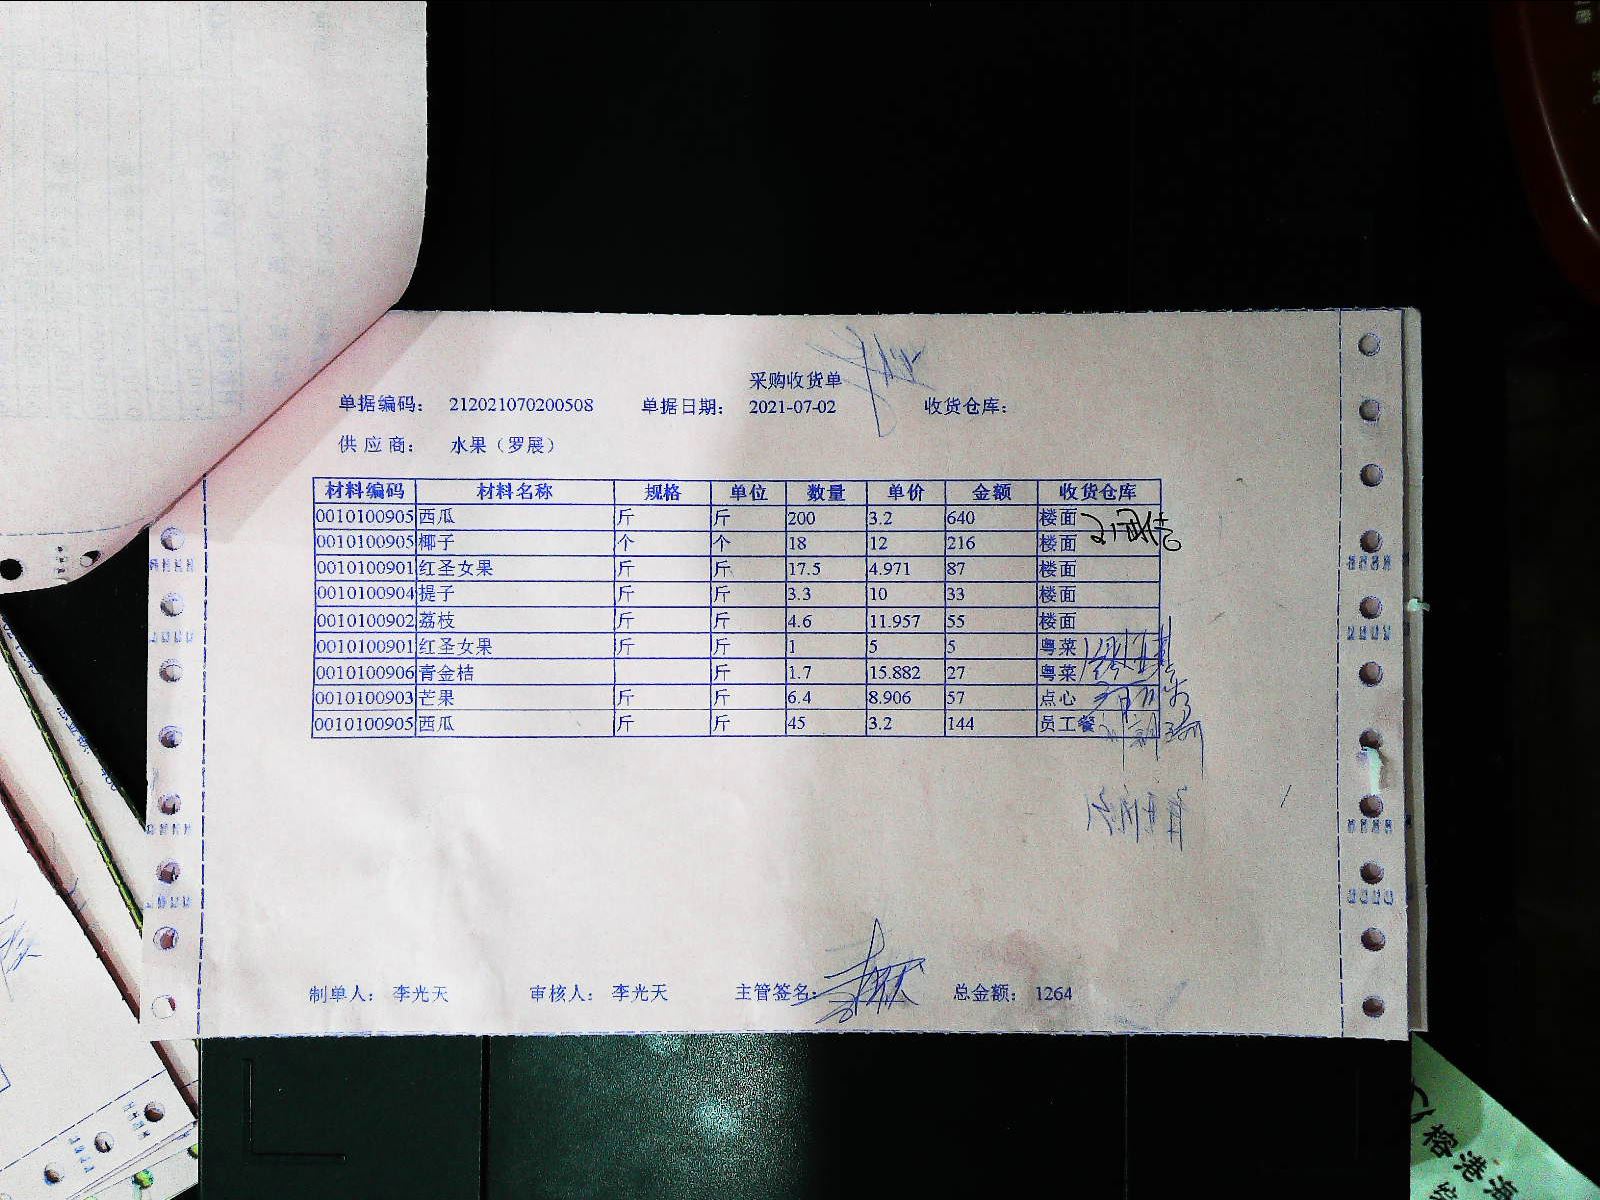 采购收货单
单据编码： 212021070200508 单据日期： 2021-07-02 收货仓库：
供应商： 水果（罗展）
材料编码 材料名称 规格 单位 数量 单价 金额 收货仓库
0010100905 西瓜 斤 斤 200 3.2 640 楼面
0010100905 椰子 个 个 18 12 216 楼面
0010100901 红圣女果 斤 斤 17.5 4.971 87 楼面
0010100904 提子 斤 斤 3.3 10 33 楼面
0010100902 荔枝 斤 斤 4.6 11.957 55 楼面
0010100901 红圣女果 斤 斤 1 5 5 粤菜
0010100906 青金桔 斤 1.7 15.882 27 粤菜
0010100903 芒果 斤 斤 6.4 8.906 57 点心
0010100905 西瓜 斤 斤 45 3.2 144 员工餐
制单人： 李光天 审核人： 李光天 主管签名： 总金额： 1264
榕港海